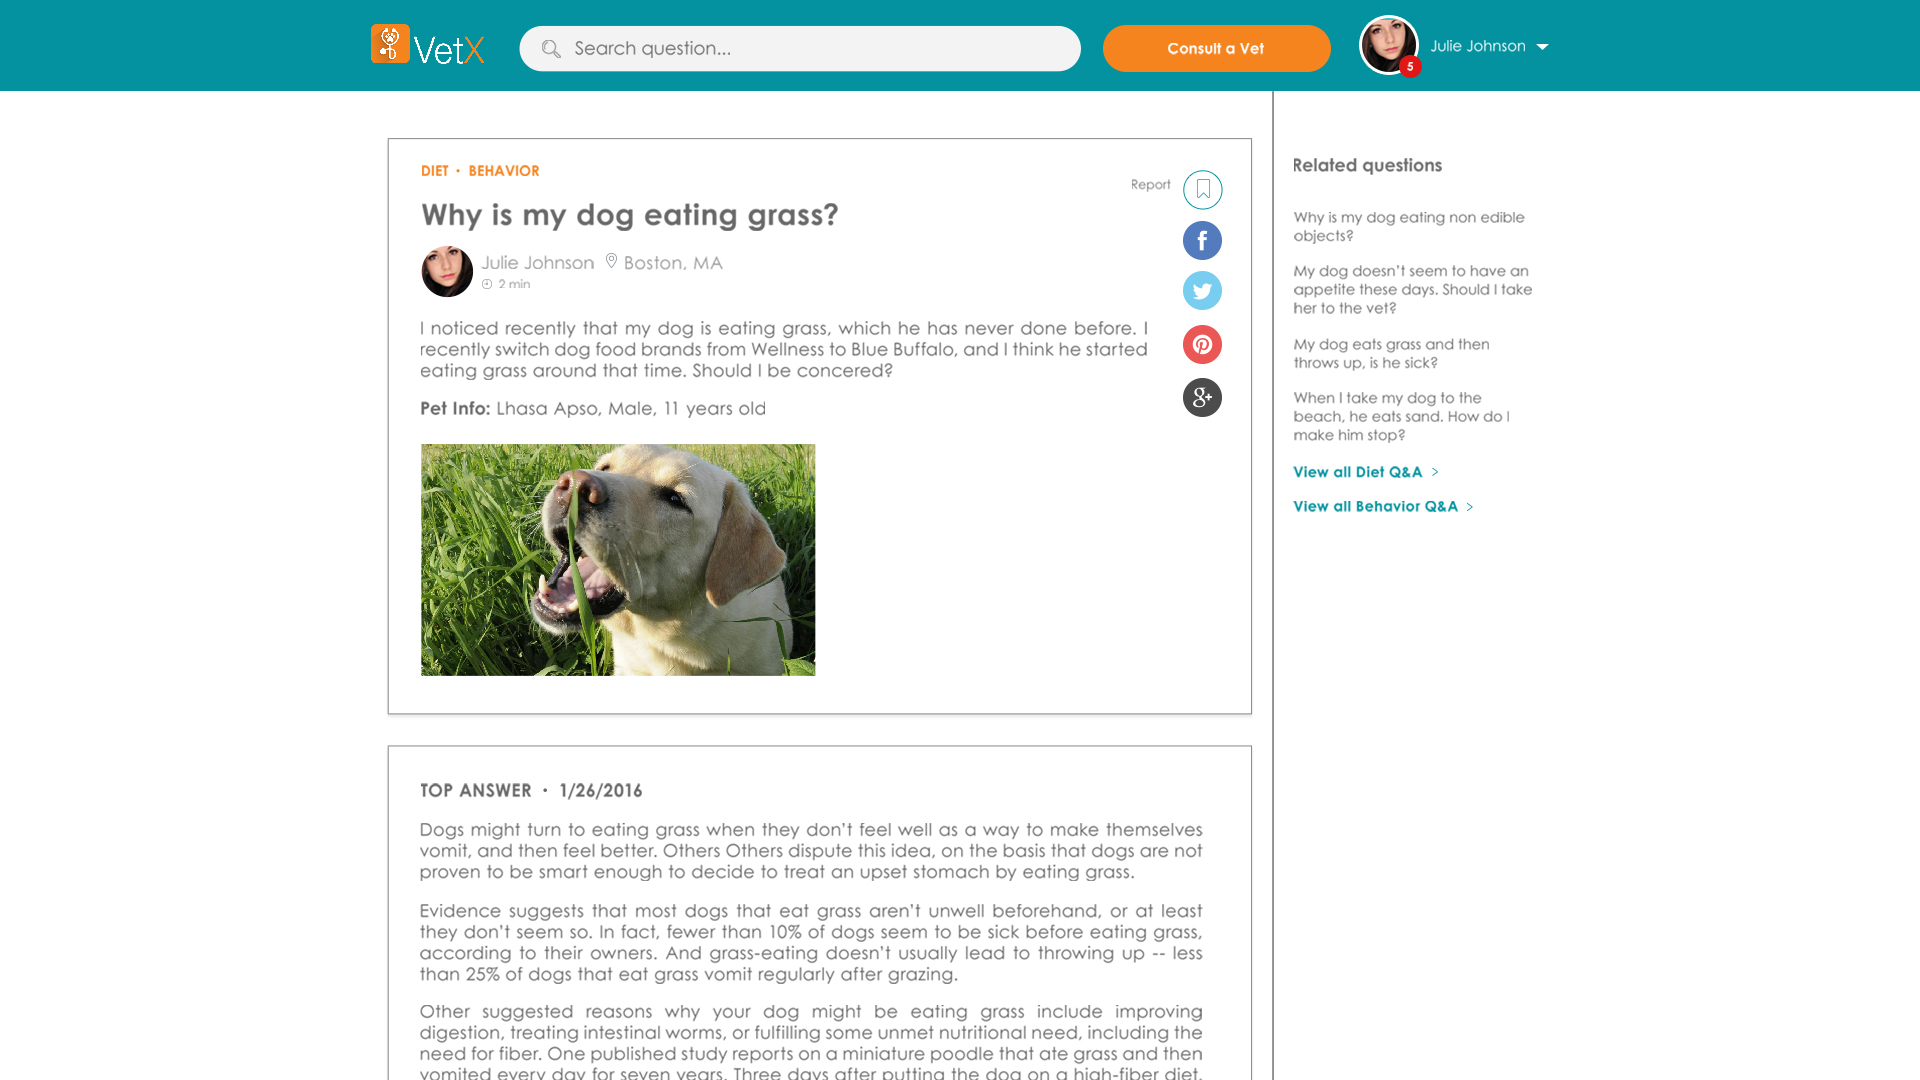 VetX
Search question...
Consult a Vet
5
Julie Johnson
DIET • BEHAVIOR
Report
Why is my dog eating grass?
Julie Johnson
Boston, MA
2 min
I noticed recently that my dog is eating grass, which he has never done before. I
recently switch dog food brands from Wellness to Blue Buffalo, and I think he started
eating grass around that time. Should I be concered?
Pet Info: Lhasa Apso, Male, 11 years old
TOP ANSWER • 1/26/2016
Dogs might turn to eating grass when they don't feel well as a way to make themselves
vomit, and then feel better. Others Others dispute this idea, on the basis that dogs are not
proven to be smart enough to decide to treat an upset stomach by eating grass.
Evidence suggests that most dogs that eat grass aren't unwell beforehand, or at least
they don't seem so. In fact, fewer than 10% of dogs seem to be sick before eating grass,
according to their owners. And grass-eating doesn't usually lead to throwing up -- less
than 25% of dogs that eat grass vomit regularly after grazing.
Other suggested reasons why your dog might be eating grass include improving
digestion, treating intestinal worms, or fulfilling some unmet nutritional need, including the
need for fiber. One published study reports on a miniature poodle that ate grass and then
vomited every day for seven years. Three days after putting the dog on a high-fiber diet,
Related questions
Why is my dog eating non edible
objects?
My dog doesn't seem to have an
appetite these days. Should I take
her to the vet?
My dog eats grass and then
throws up, is he sick?
When I take my dog to the
beach, he eats sand. How do I
make him stop?
View all Diet Q&A >
View all Behavior Q&A >